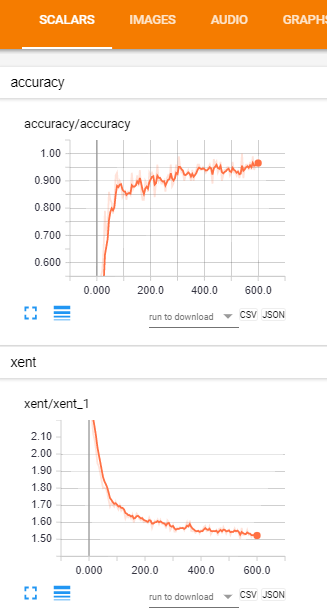 SCALARS IMAGES AUDIO GRAPHS
accuracy
accuracy/accuracy
1.00
0.900
0.800
0.700
0.600
0.000 200.0 400.0 600.0
run to download CSV JSON
xent
xent/xent_1
2.10
2.00
1.90
1.80
1.70
1.60
1.50
0.000 200.0 400.0 600.0
run to download CSV JSON